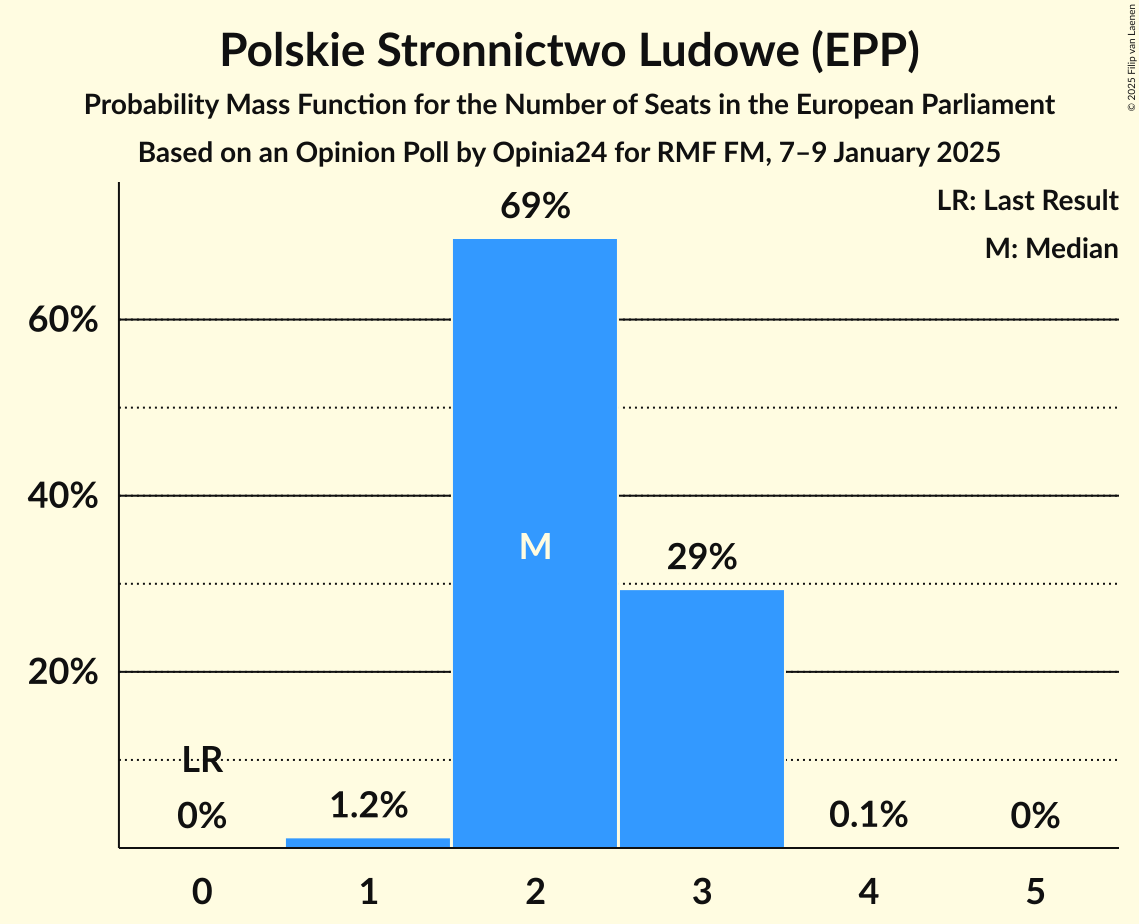 Polskie Stronnictwo Ludowe (EPP)
Probability Mass Function for the Number of Seats in the European Parliament
Based on an Opinion Poll by Opinia24 for RMF FM, 7–9 January 2025
© 2025 Filip van Laenen
LR: Last Result
M: Median
69%
60%
40%
M
29%
20%
LR
0%
1.2%
0.1%
0%
0 1 2 3 4 5